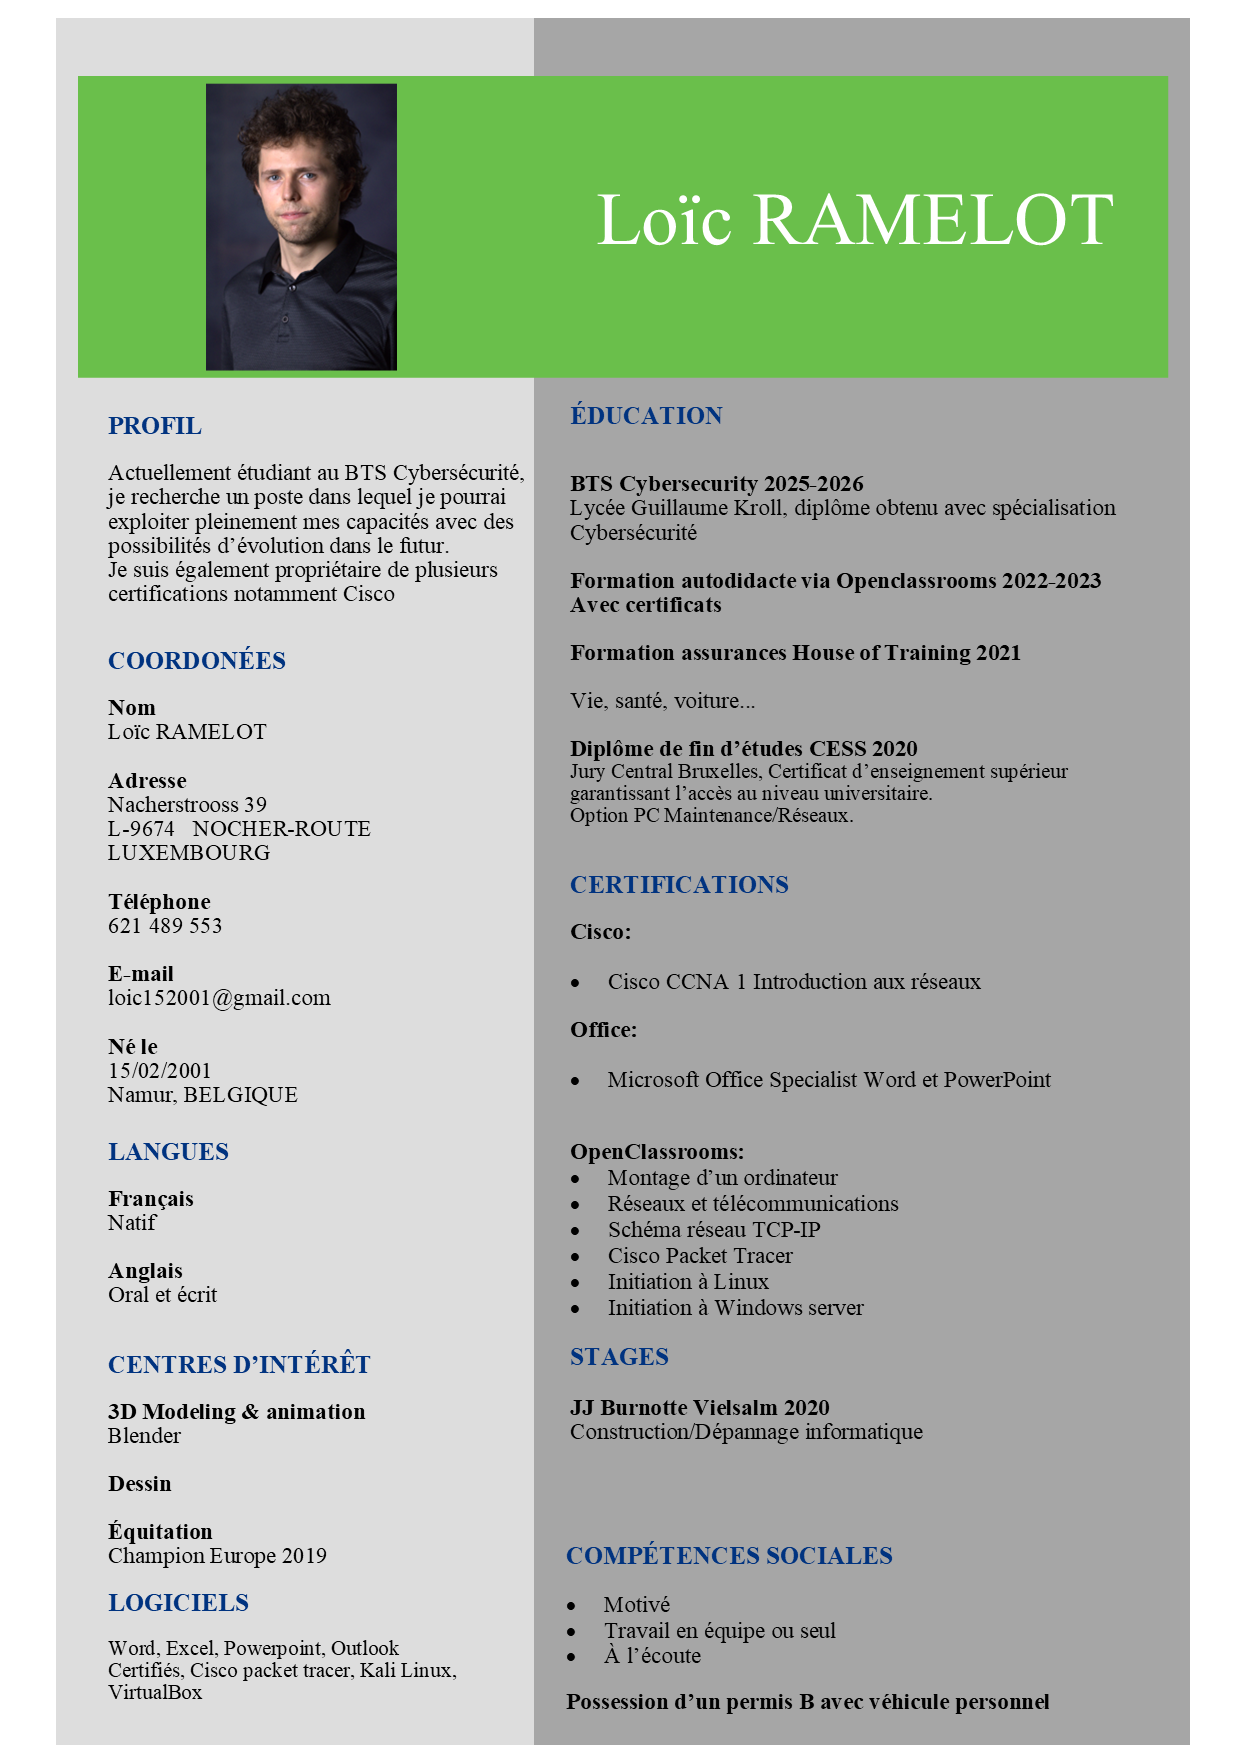 Loïc RAMELOT
PROFIL
Actuellement étudiant au BTS Cybersécurité,
je recherche un poste dans lequel je pourrai
exploiter pleinement mes capacités avec des
possibilités d’évolution dans le futur.
Je suis également propriétaire de plusieurs
certifications notamment Cisco
COORDONÉES
Nom
Loïc RAMELOT
Adresse
Nacherstrooss 39
L-9674 NOCHER-ROUTE
LUXEMBOURG
Téléphone
621 489 553
E-mail
loic152001@gmail.com
Né le
15/02/2001
Namur, BELGIQUE
LANGUES
Français
Natif
Anglais
Oral et écrit
CENTRES D’INTÉRÊT
3D Modeling & animation
Blender
Dessin
Équitation
Champion Europe 2019
LOGICIELS
Word, Excel, Powerpoint, Outlook
Certifiés, Cisco packet tracer, Kali Linux,
VirtualBox
ÉDUCATION
BTS Cybersecurity 2025-2026
Lycée Guillaume Kroll, diplôme obtenu avec spécialisation
Cybersécurité
Formation autodidacte via Openclassrooms 2022-2023
Avec certificats
Formation assurances House of Training 2021
Vie, santé, voiture...
Diplôme de fin d’études CESS 2020
Jury Central Bruxelles, Certificat d’enseignement supérieur
garantissant l’accès au niveau universitaire.
Option PC Maintenance/Réseaux.
CERTIFICATIONS
Cisco:
• Cisco CCNA 1 Introduction aux réseaux
Office:
• Microsoft Office Specialist Word et PowerPoint
OpenClassrooms:
• Montage d’un ordinateur
• Réseaux et télécommunications
• Schéma réseau TCP-IP
• Cisco Packet Tracer
• Initiation à Linux
• Initiation à Windows server
STAGES
JJ Burnotte Vielsalm 2020
Construction/Dépannage informatique
COMPÉTENCES SOCIALES
• Motivé
• Travail en équipe ou seul
• À l’écoute
Possession d’un permis B avec véhicule personnel